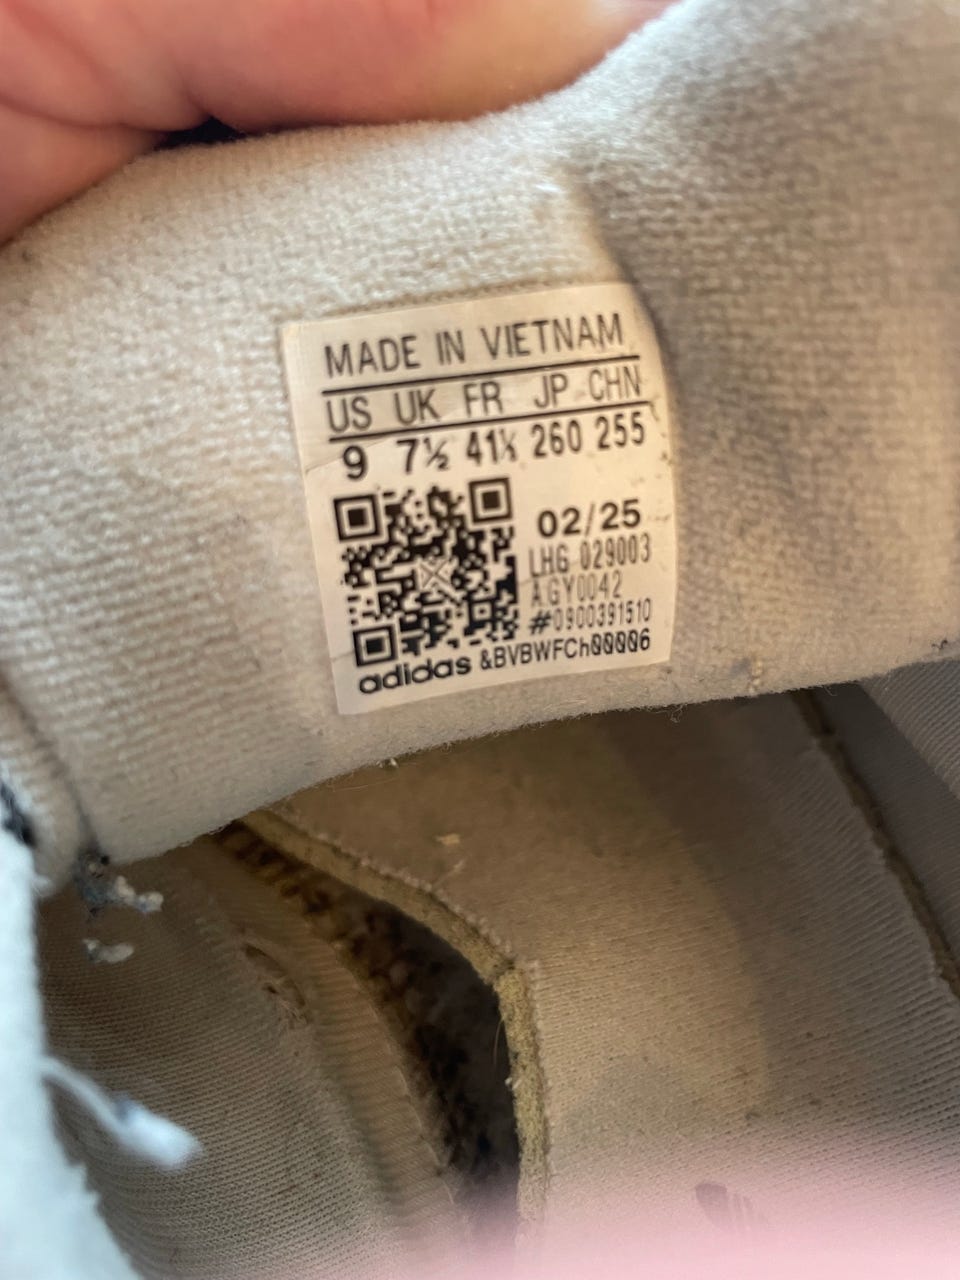 MADE IN VIETNAM
US UK FR JP CHN
9 7½ 41⅓ 260 255
02/25
LHG 029003
AGY0042
#0900391510
adidas &BVBWFCh00006